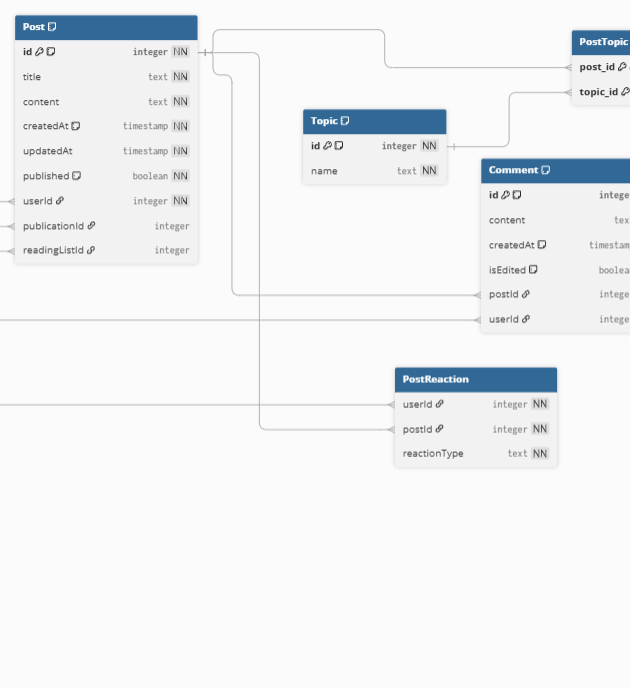 Post
id integer NN
title text NN
content text NN
createdAt timestamp NN
updatedAt timestamp NN
published boolean NN
userId integer NN
publicationId integer
readingListId integer
Topic
id integer NN
name text NN
PostTopic
post_id
topic_id
Comment
id intege
content tex
createdAt timestam
isEdited boolea
postId intege
userId intege
PostReaction
userId integer NN
postId integer NN
reactionType text NN